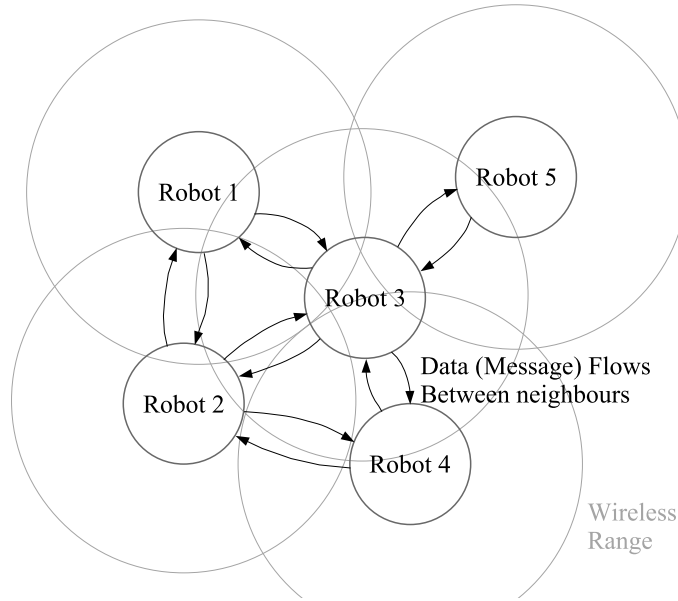 Robot 1
Robot 5
Robot 3
Data (Message) Flows
Between neighbours
Robot 2
Robot 4
Wireless
Range